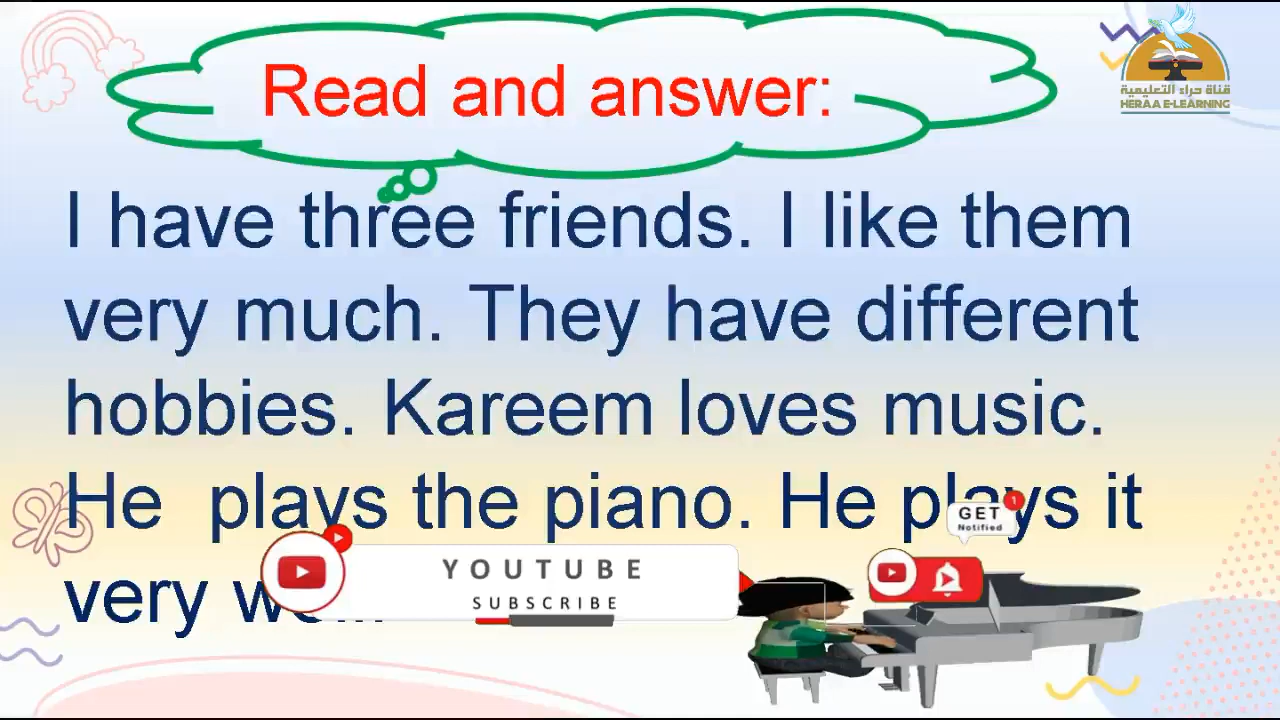 Read and answer:
قناة حراء التعليمية
HERAA E-LEARNING
I have three friends. I like them
very much. They have different
hobbies. Kareem loves music.
He plays the piano. He plays it
very
GET
Notified
1
YOUTUBE
SUBSCRIBE